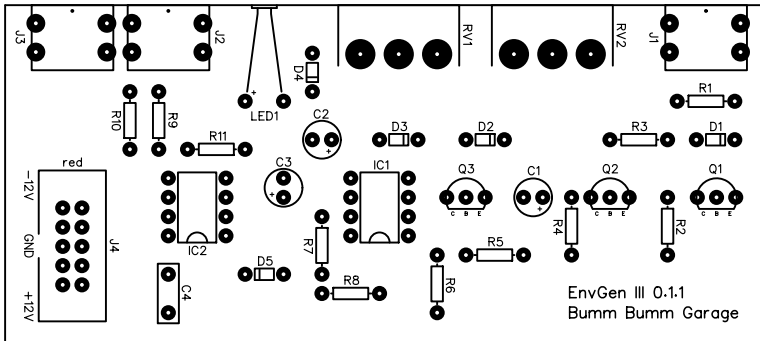 J3
J2
RV1
RV2
J1
D4
R1
LED1
C2
R10
R9
R11
D3
D2
R3
D1
red
C3
IC1
Q3
C1
Q2
Q1
-12V
+
C B E
+
C B E
C B E
GND
J4
IC2
R7
R4
R2
D5
R5
+12V
C4
R8
R6
EnvGen III 0.1.1
Bumm Bumm Garage